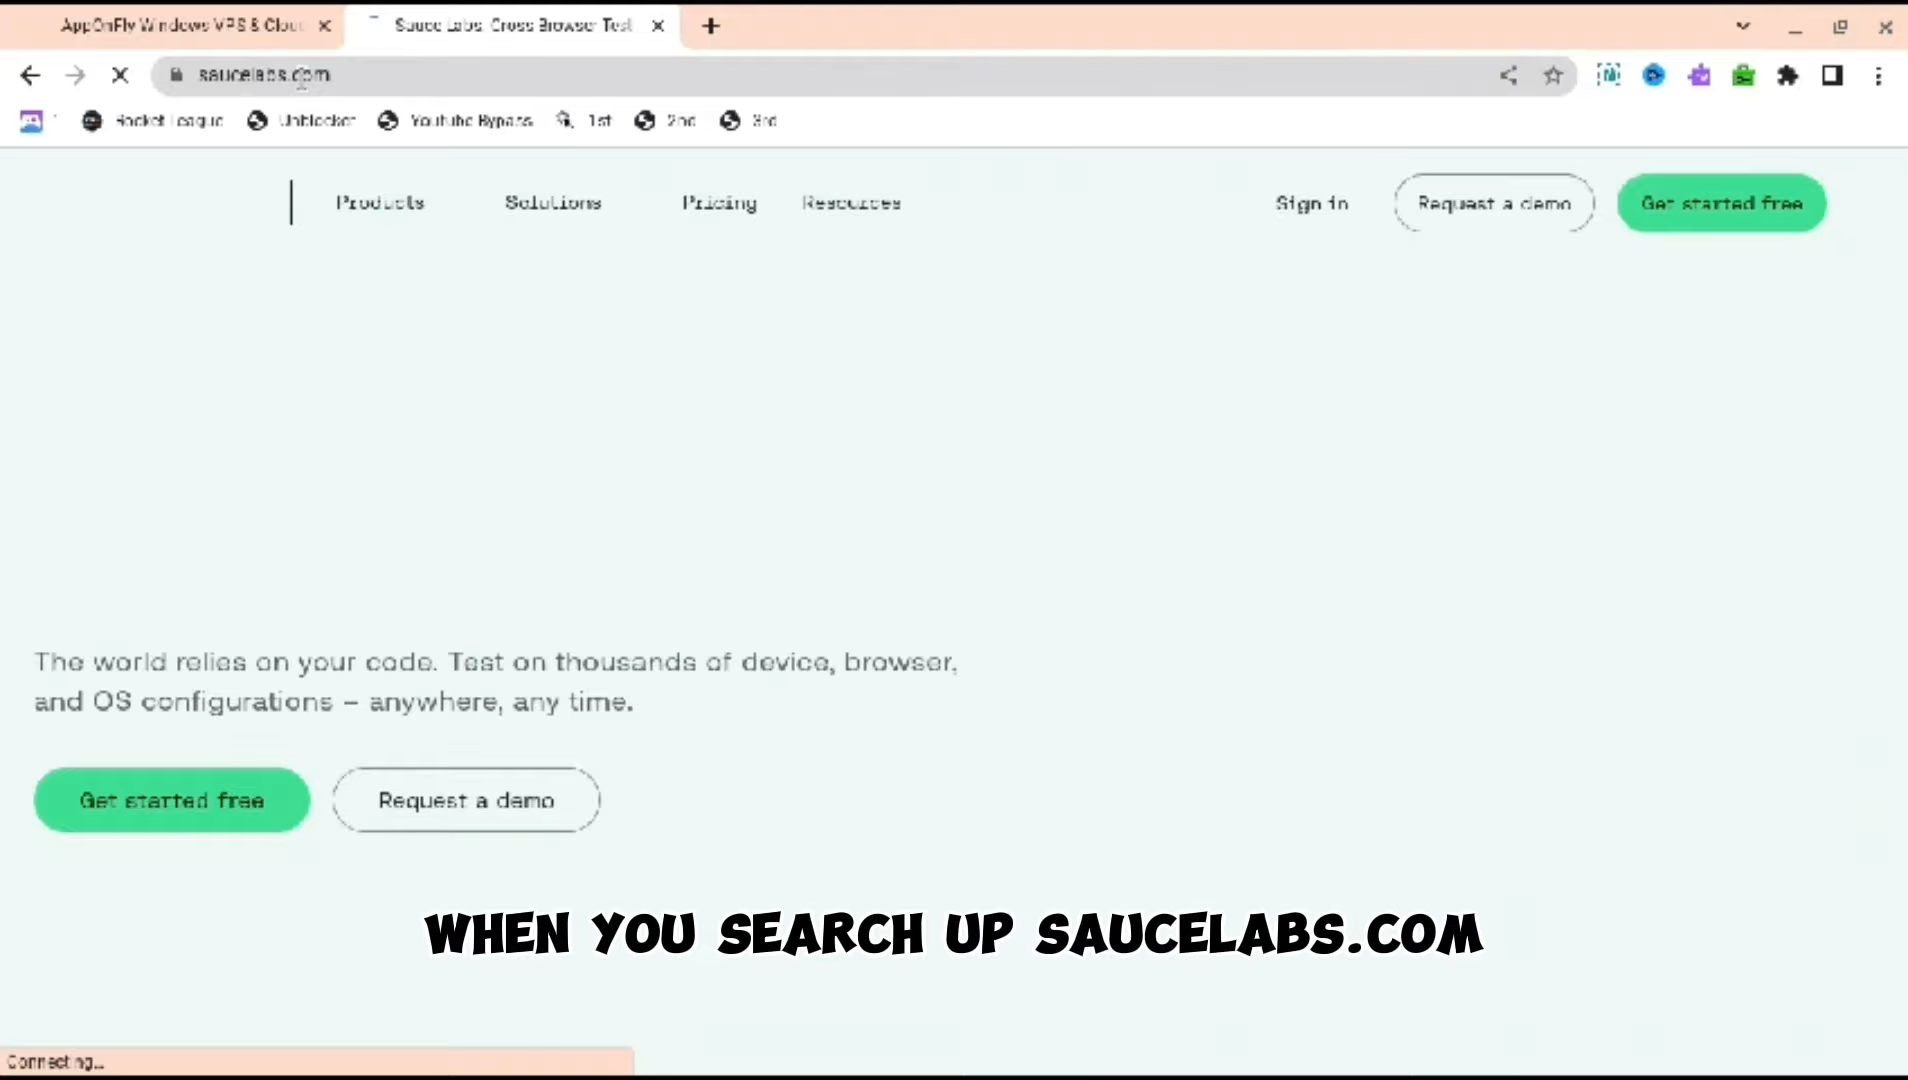 AppOnFly Windows VPS & Clou
Sauce Labs: Cross Browser Test
saucelabs.com
Rocket League
Unblocker
Youtube Bypass
1st
2nd
3rd
Products
Solutions
Pricing
Resources
Sign in
Request a demo
Get started free
The world relies on your code. Test on thousands of device, browser,
and OS configurations – anywhere, any time.
Get started free
Request a demo
WHEN YOU SEARCH UP SAUCELABS.COM
Connecting...